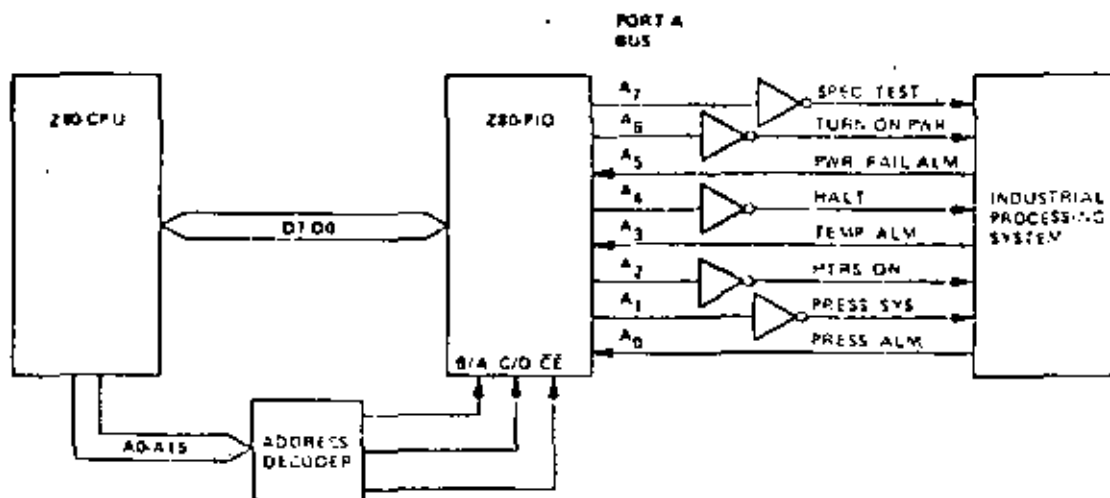 PORT A
BUS
Z80-CPU
Z80-PIO
A7
SPEC TEST
A6
TURN ON PWR
A5
PWR FAIL ALM
A4
HALT
A3
TEMP ALM
A2
HTRS ON
A1
PRESS SYS
A0
PRESS ALM
INDUSTRIAL
PROCESSING
SYSTEM
D7-D0
B/A C/D CE
A0-A15
ADDRESS
DECODER